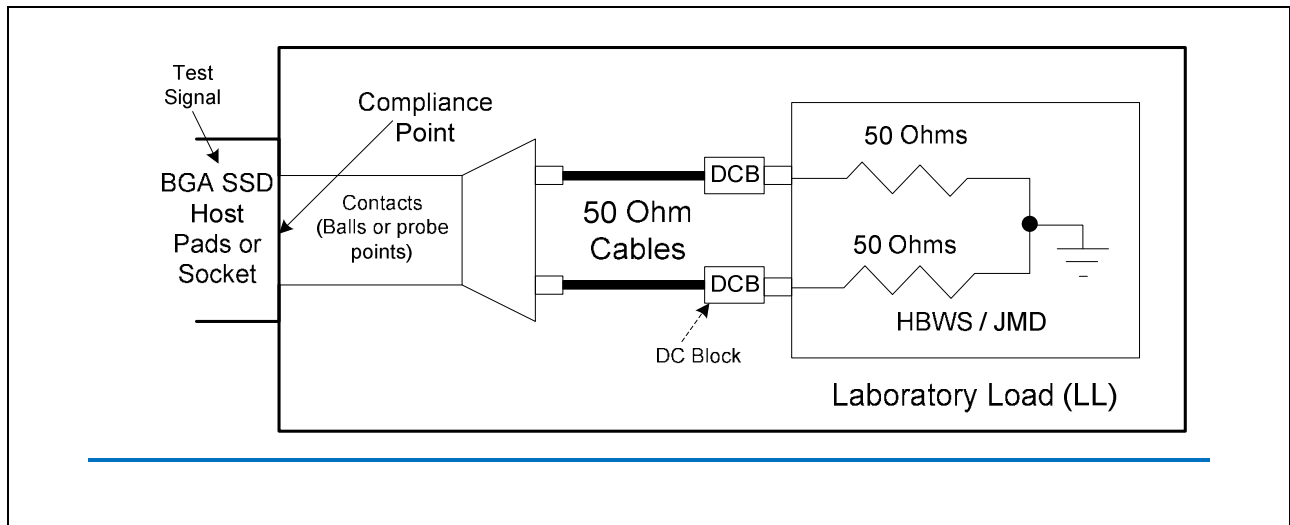 Test
Signal
Compliance
Point
BGA SSD
Host
Pads or
Socket
Contacts
(Balls or probe
points)
50 Ohm
Cables
DCB
DCB
DC Block
50 Ohms
50 Ohms
HBWS / JMD
Laboratory Load (LL)